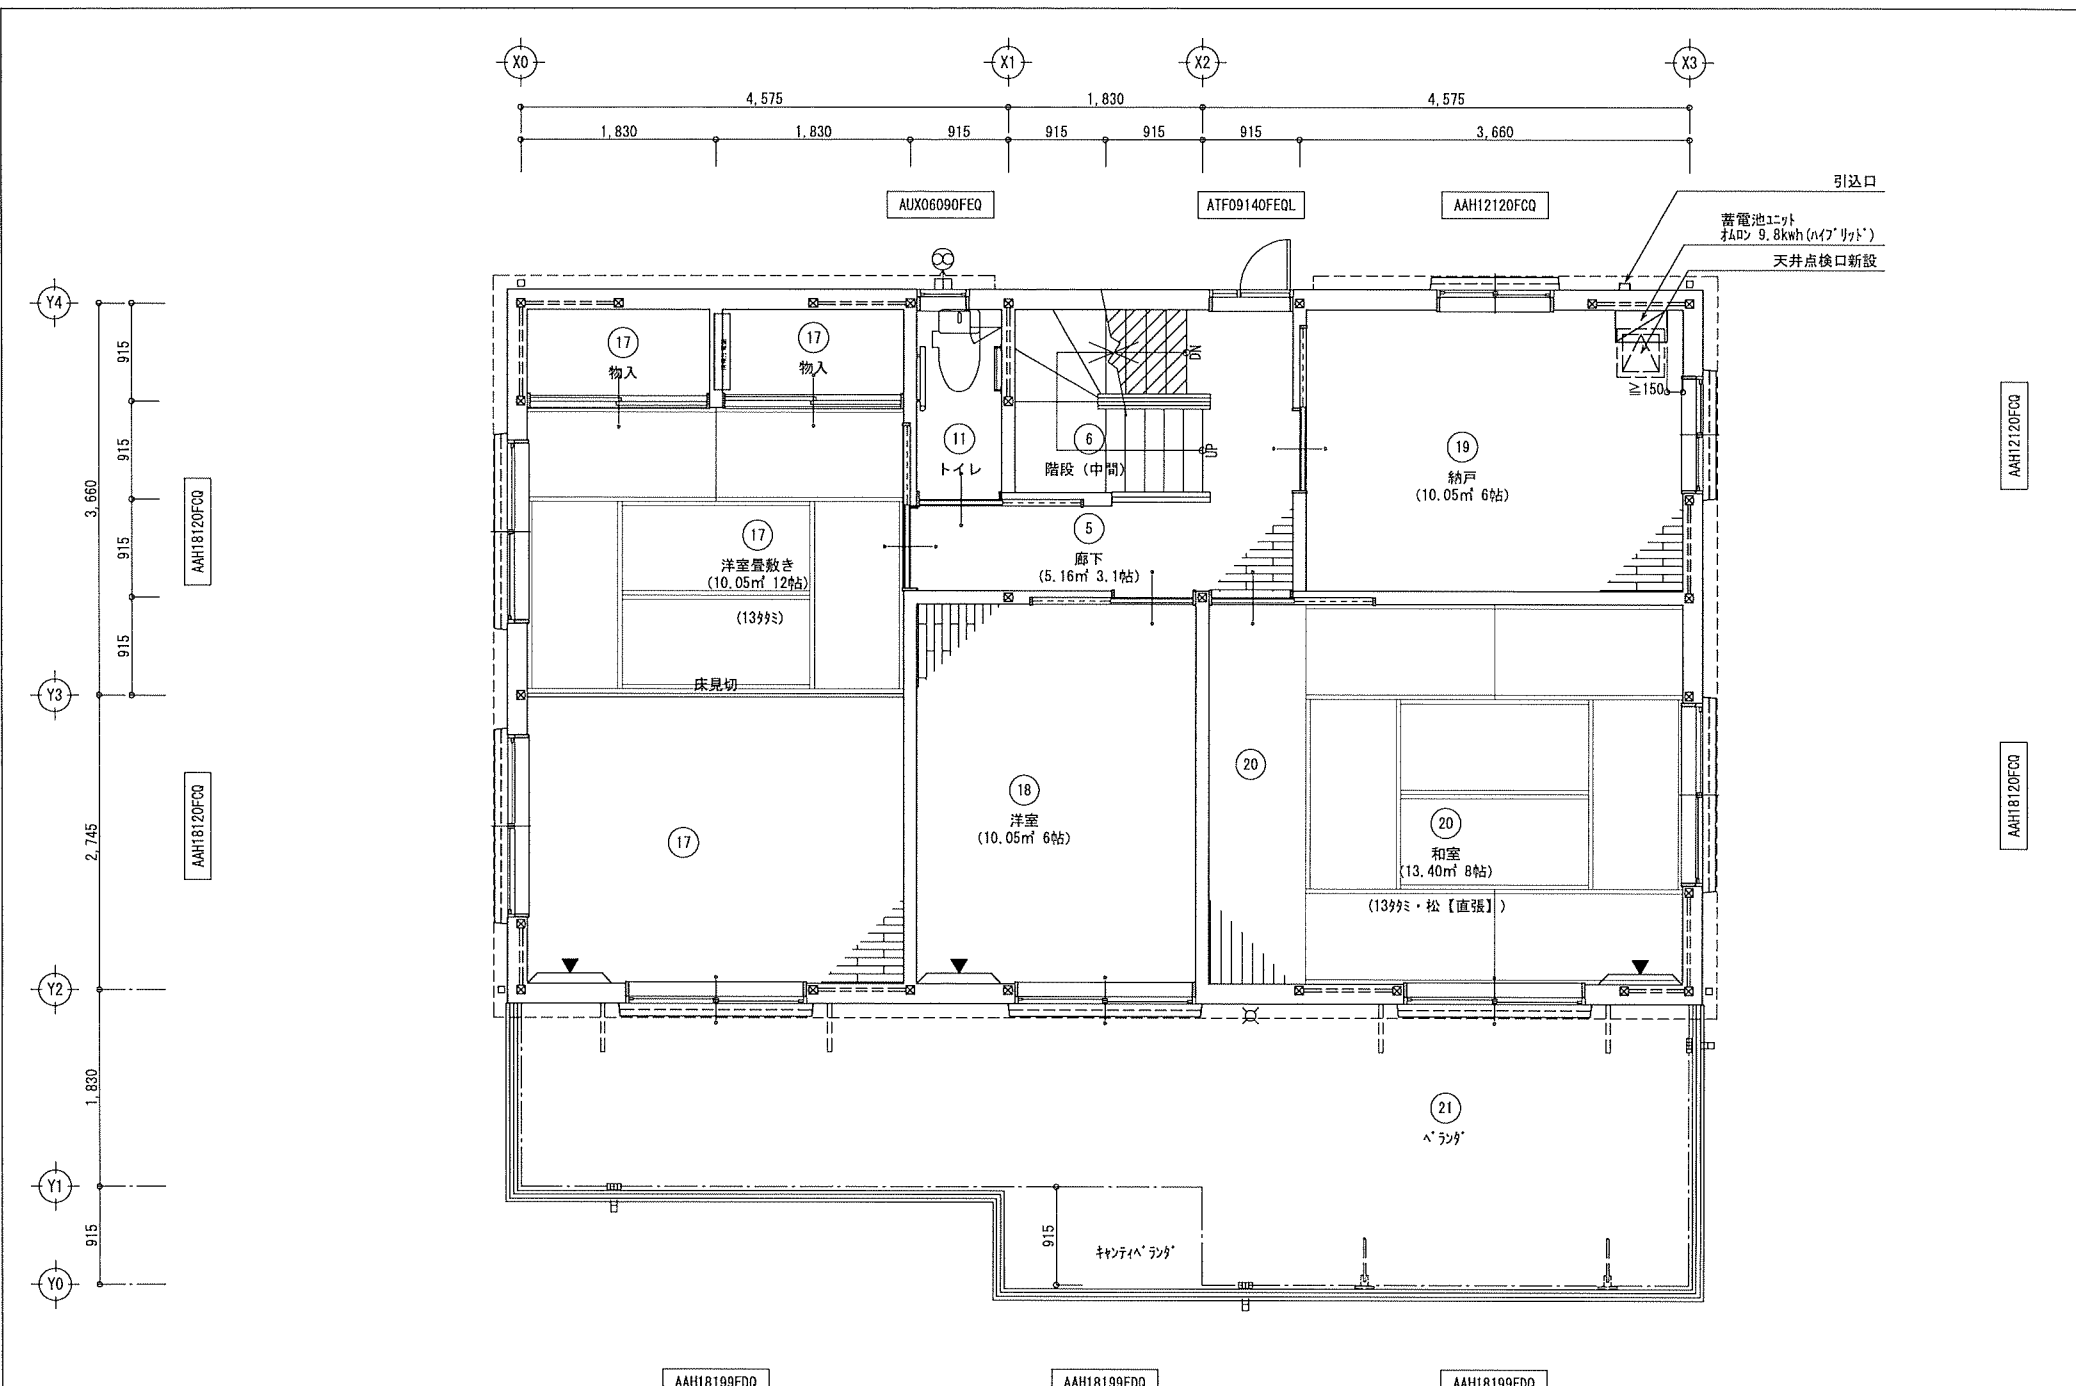 X0
X1
X2
X3
4,575
1,830
4,575
1,830
1,830
915
915
915
915
3,660
引込口
AUX06090FEQ
ATF09140FEQL
AAH12120FCQ
蓄電池ﾕﾆｯﾄ
ｵﾑﾛﾝ 9.8kwh(ﾊｲﾌﾞﾘｯﾄﾞ)
天井点検口新設
Y4
915
17
物入
17
物入
DN
≧150
915
3,660
11
トイレ
6
階段（中間）
UP
19
納戸
(10.05㎡ 6帖)
AAH12120FCQ
AAH18120FCQ
915
17
洋室畳敷き
(10.05㎡ 12帖)
(13ﾀﾀﾐ)
5
廊下
(5.16㎡ 3.1帖)
915
Y3
床見切
2,745
AAH18120FCQ
17
18
洋室
(10.05㎡ 6帖)
20
20
和室
(13.40㎡ 8帖)
(13ﾀﾀﾐ・松【直張】)
AAH18120FCQ
Y2
1,830
21
ﾍﾞﾗﾝﾀﾞ
Y1
915
915
ｷｬﾝﾃｨﾍﾞﾗﾝﾀﾞ
Y0
AAH18199FDQ
AAH18199FDQ
AAH18199FDQ